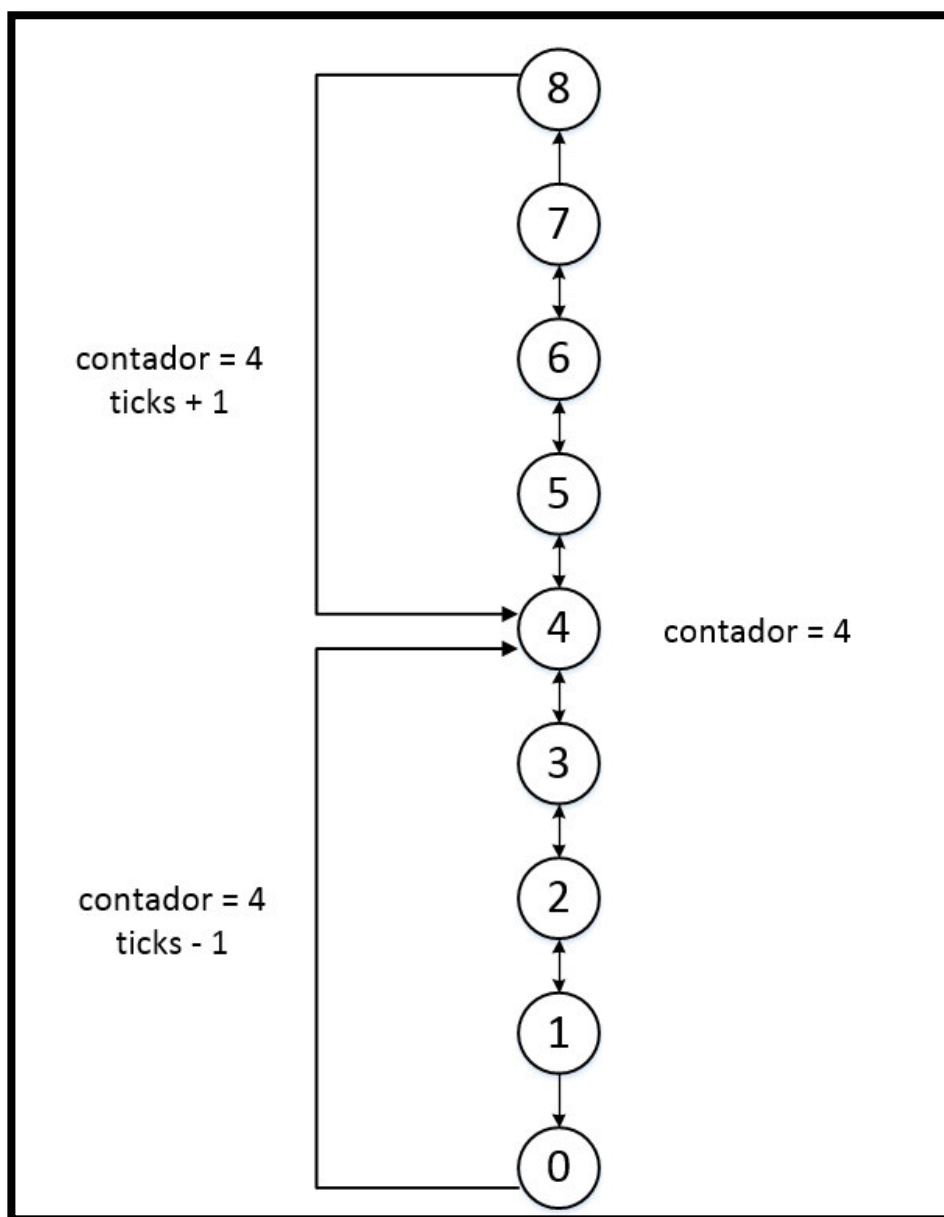 8
7
6
contador = 4
ticks + 1
5
4
contador = 4
3
2
contador = 4
ticks - 1
1
0